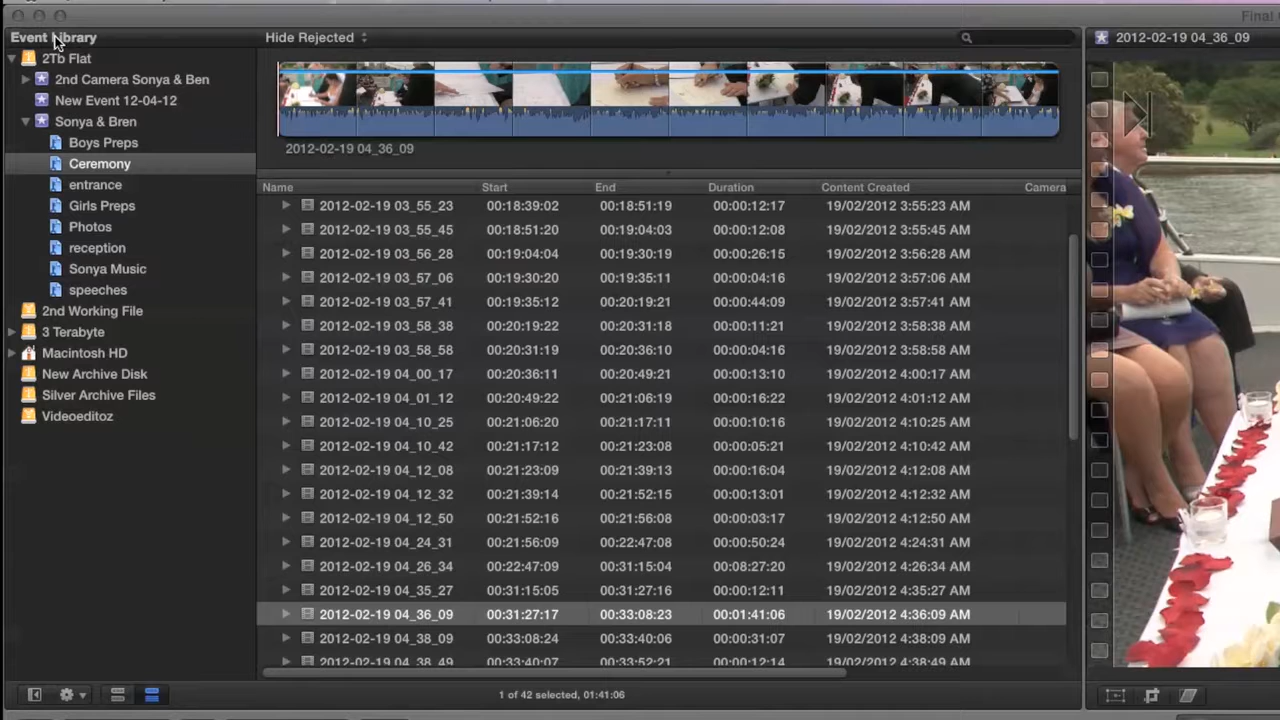 Final
Event Library
Hide Rejected
2012-02-19 04_36_09
2Tb Flat
2nd Camera Sonya & Ben
New Event 12-04-12
Sonya & Bren
Boys Preps
Ceremony
entrance
Girls Preps
Photos
reception
Sonya Music
speeches
2nd Working File
3 Terabyte
Macintosh HD
New Archive Disk
Silver Archive Files
Videoeditoz
2012-02-19 04_36_09
Name Start End Duration Content Created Camera
2012-02-19 03_55_23 00:18:39:02 00:18:51:19 00:00:12:17 19/02/2012 3:55:23 AM
2012-02-19 03_55_45 00:18:51:20 00:19:04:03 00:00:12:08 19/02/2012 3:55:45 AM
2012-02-19 03_56_28 00:19:04:04 00:19:30:19 00:00:26:15 19/02/2012 3:56:28 AM
2012-02-19 03_57_06 00:19:30:20 00:19:35:11 00:00:04:16 19/02/2012 3:57:06 AM
2012-02-19 03_57_41 00:19:35:12 00:20:19:21 00:00:44:09 19/02/2012 3:57:41 AM
2012-02-19 03_58_38 00:20:19:22 00:20:31:18 00:00:11:21 19/02/2012 3:58:38 AM
2012-02-19 03_58_58 00:20:31:19 00:20:36:10 00:00:04:16 19/02/2012 3:58:58 AM
2012-02-19 04_00_17 00:20:36:11 00:20:49:21 00:00:13:10 19/02/2012 4:00:17 AM
2012-02-19 04_01_12 00:20:49:22 00:21:06:19 00:00:16:22 19/02/2012 4:01:12 AM
2012-02-19 04_10_25 00:21:06:20 00:21:17:11 00:00:10:16 19/02/2012 4:10:25 AM
2012-02-19 04_10_42 00:21:17:12 00:21:23:08 00:00:05:21 19/02/2012 4:10:42 AM
2012-02-19 04_12_08 00:21:23:09 00:21:39:13 00:00:16:04 19/02/2012 4:12:08 AM
2012-02-19 04_12_32 00:21:39:14 00:21:52:15 00:00:13:01 19/02/2012 4:12:32 AM
2012-02-19 04_12_50 00:21:52:16 00:21:56:08 00:00:03:17 19/02/2012 4:12:50 AM
2012-02-19 04_24_31 00:21:56:09 00:22:47:08 00:00:50:24 19/02/2012 4:24:31 AM
2012-02-19 04_26_34 00:22:47:09 00:31:15:04 00:08:27:20 19/02/2012 4:26:34 AM
2012-02-19 04_35_27 00:31:15:05 00:31:27:16 00:00:12:11 19/02/2012 4:35:27 AM
2012-02-19 04_36_09 00:31:27:17 00:33:08:23 00:01:41:06 19/02/2012 4:36:09 AM
2012-02-19 04_38_09 00:33:08:24 00:33:40:06 00:00:31:07 19/02/2012 4:38:09 AM
2012-02-19 04_38_49 00:33:40:07 00:33:52:21 00:00:12:14 19/02/2012 4:38:49 AM
1 of 42 selected, 01:41:06